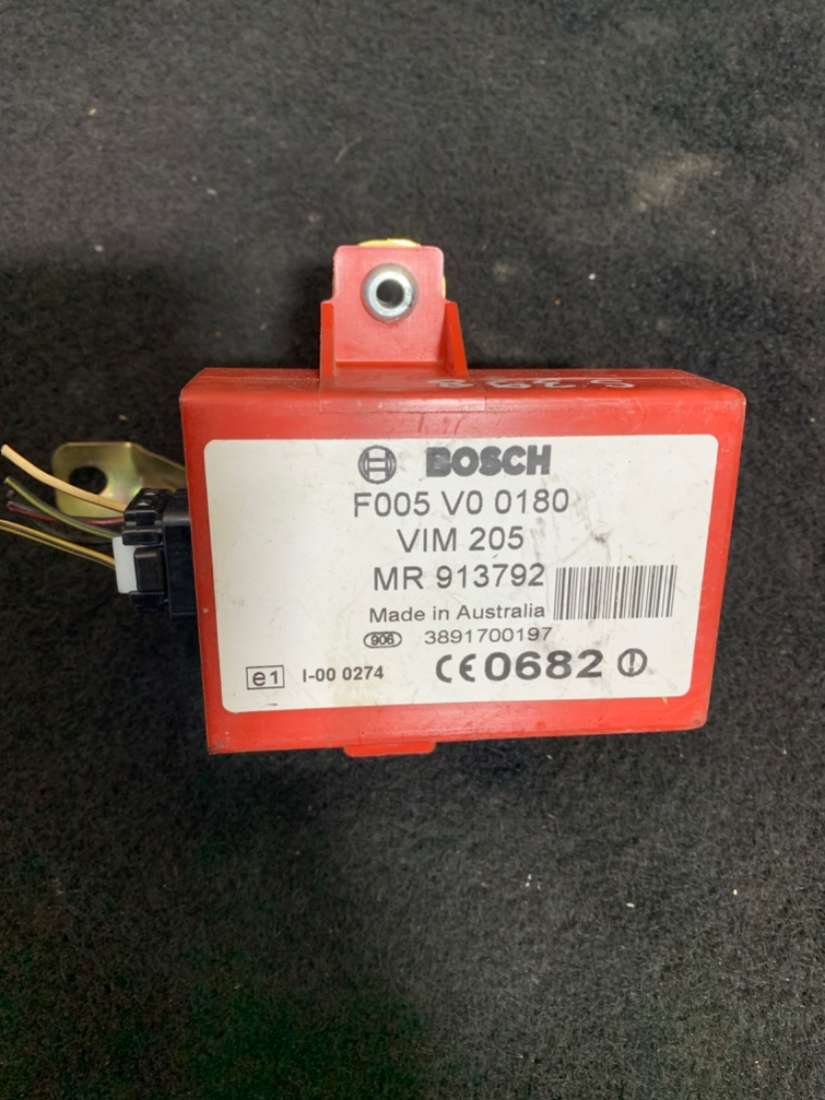 BOSCH
F005 V0 0180
VIM 205
MR 913792
Made in Australia
906 3891700197
e1 I-00 0274 CE0682